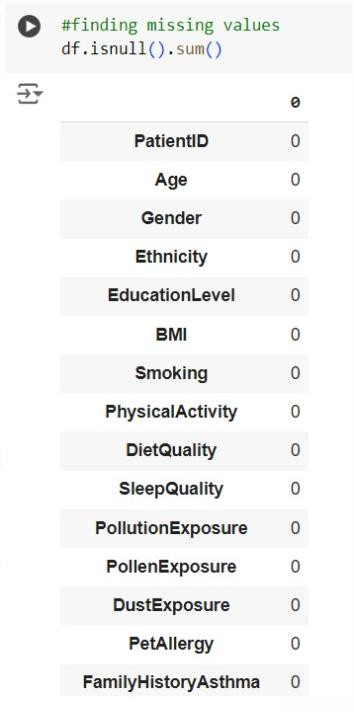 #finding missing values
df.isnull().sum()
0
PatientID 0
Age 0
Gender 0
Ethnicity 0
EducationLevel 0
BMI 0
Smoking 0
PhysicalActivity 0
DietQuality 0
SleepQuality 0
PollutionExposure 0
PollenExposure 0
DustExposure 0
PetAllergy 0
FamilyHistoryAsthma 0